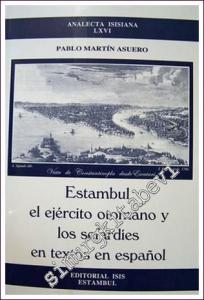 ANALECTA ISISIANA
LXVI
PABLO MARTÍN ASUERO
Vista de Constantinopla desde Escutari
Estambul
el ejército otomano y
los sefardíes
en textos en español
EDITORIAL ISIS
ESTAMBUL